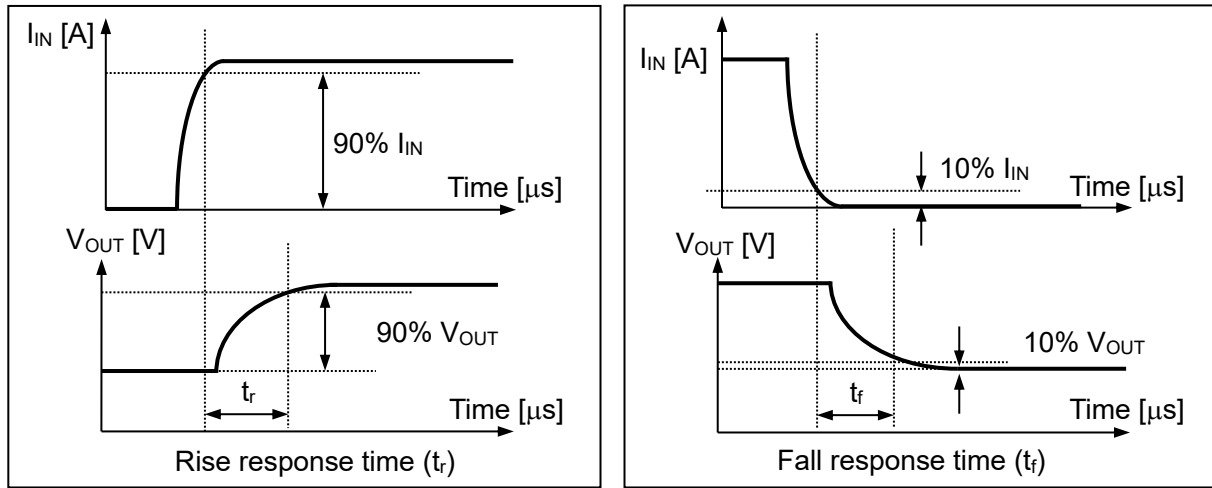 I_IN [A]
90% I_IN
Time [μs]
V_OUT [V]
90% V_OUT
t_r
Time [μs]
Rise response time (t_r)
I_IN [A]
10% I_IN
Time [μs]
V_OUT [V]
10% V_OUT
t_f
Time [μs]
Fall response time (t_f)